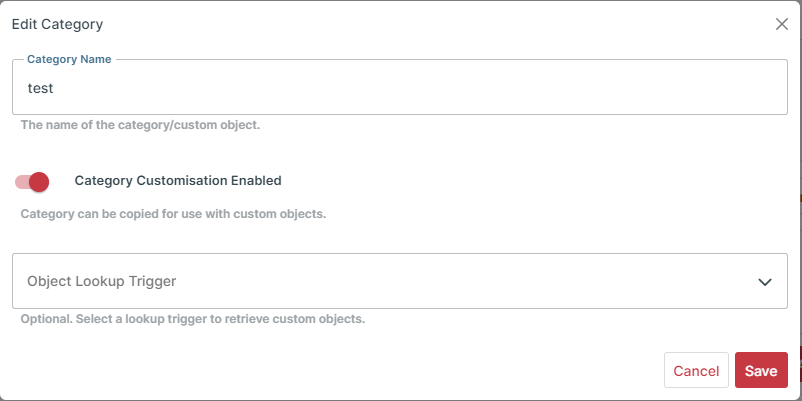 Edit Category
Category Name
test
The name of the category/custom object.
Category Customisation Enabled
Category can be copied for use with custom objects.
Object Lookup Trigger
Optional. Select a lookup trigger to retrieve custom objects.
Cancel
Save